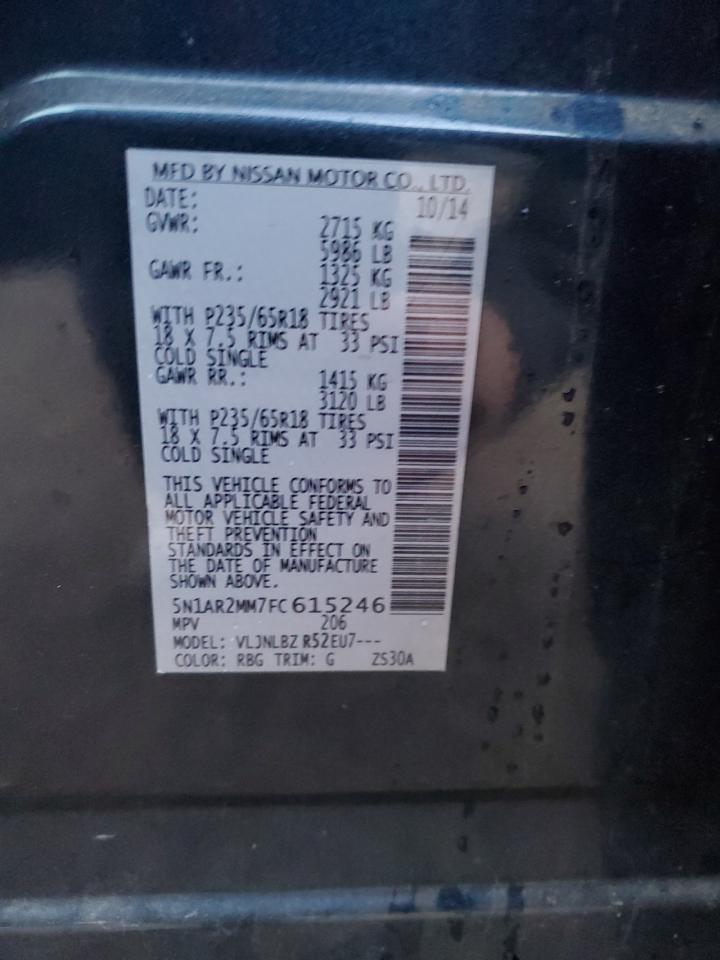 MFD BY NISSAN MOTOR CO., LTD.
DATE: 10/14
GVWR: 2715 KG
5986 LB
GAWR FR.: 1325 KG
2921 LB
WITH P235/65R18 TIRES
18 X 7.5 RIMS AT 33 PSI
COLD SINGLE
GAWR RR.: 1415 KG
3120 LB
WITH P235/65R18 TIRES
18 X 7.5 RIMS AT 33 PSI
COLD SINGLE
THIS VEHICLE CONFORMS TO
ALL APPLICABLE FEDERAL
MOTOR VEHICLE SAFETY AND
THEFT PREVENTION
STANDARDS IN EFFECT ON
THE DATE OF MANUFACTURE
SHOWN ABOVE.
5N1AR2MM7FC615246
MPV 206
MODEL: VLJNLBZ R52EU7---
COLOR: RBG TRIM: G ZS30A